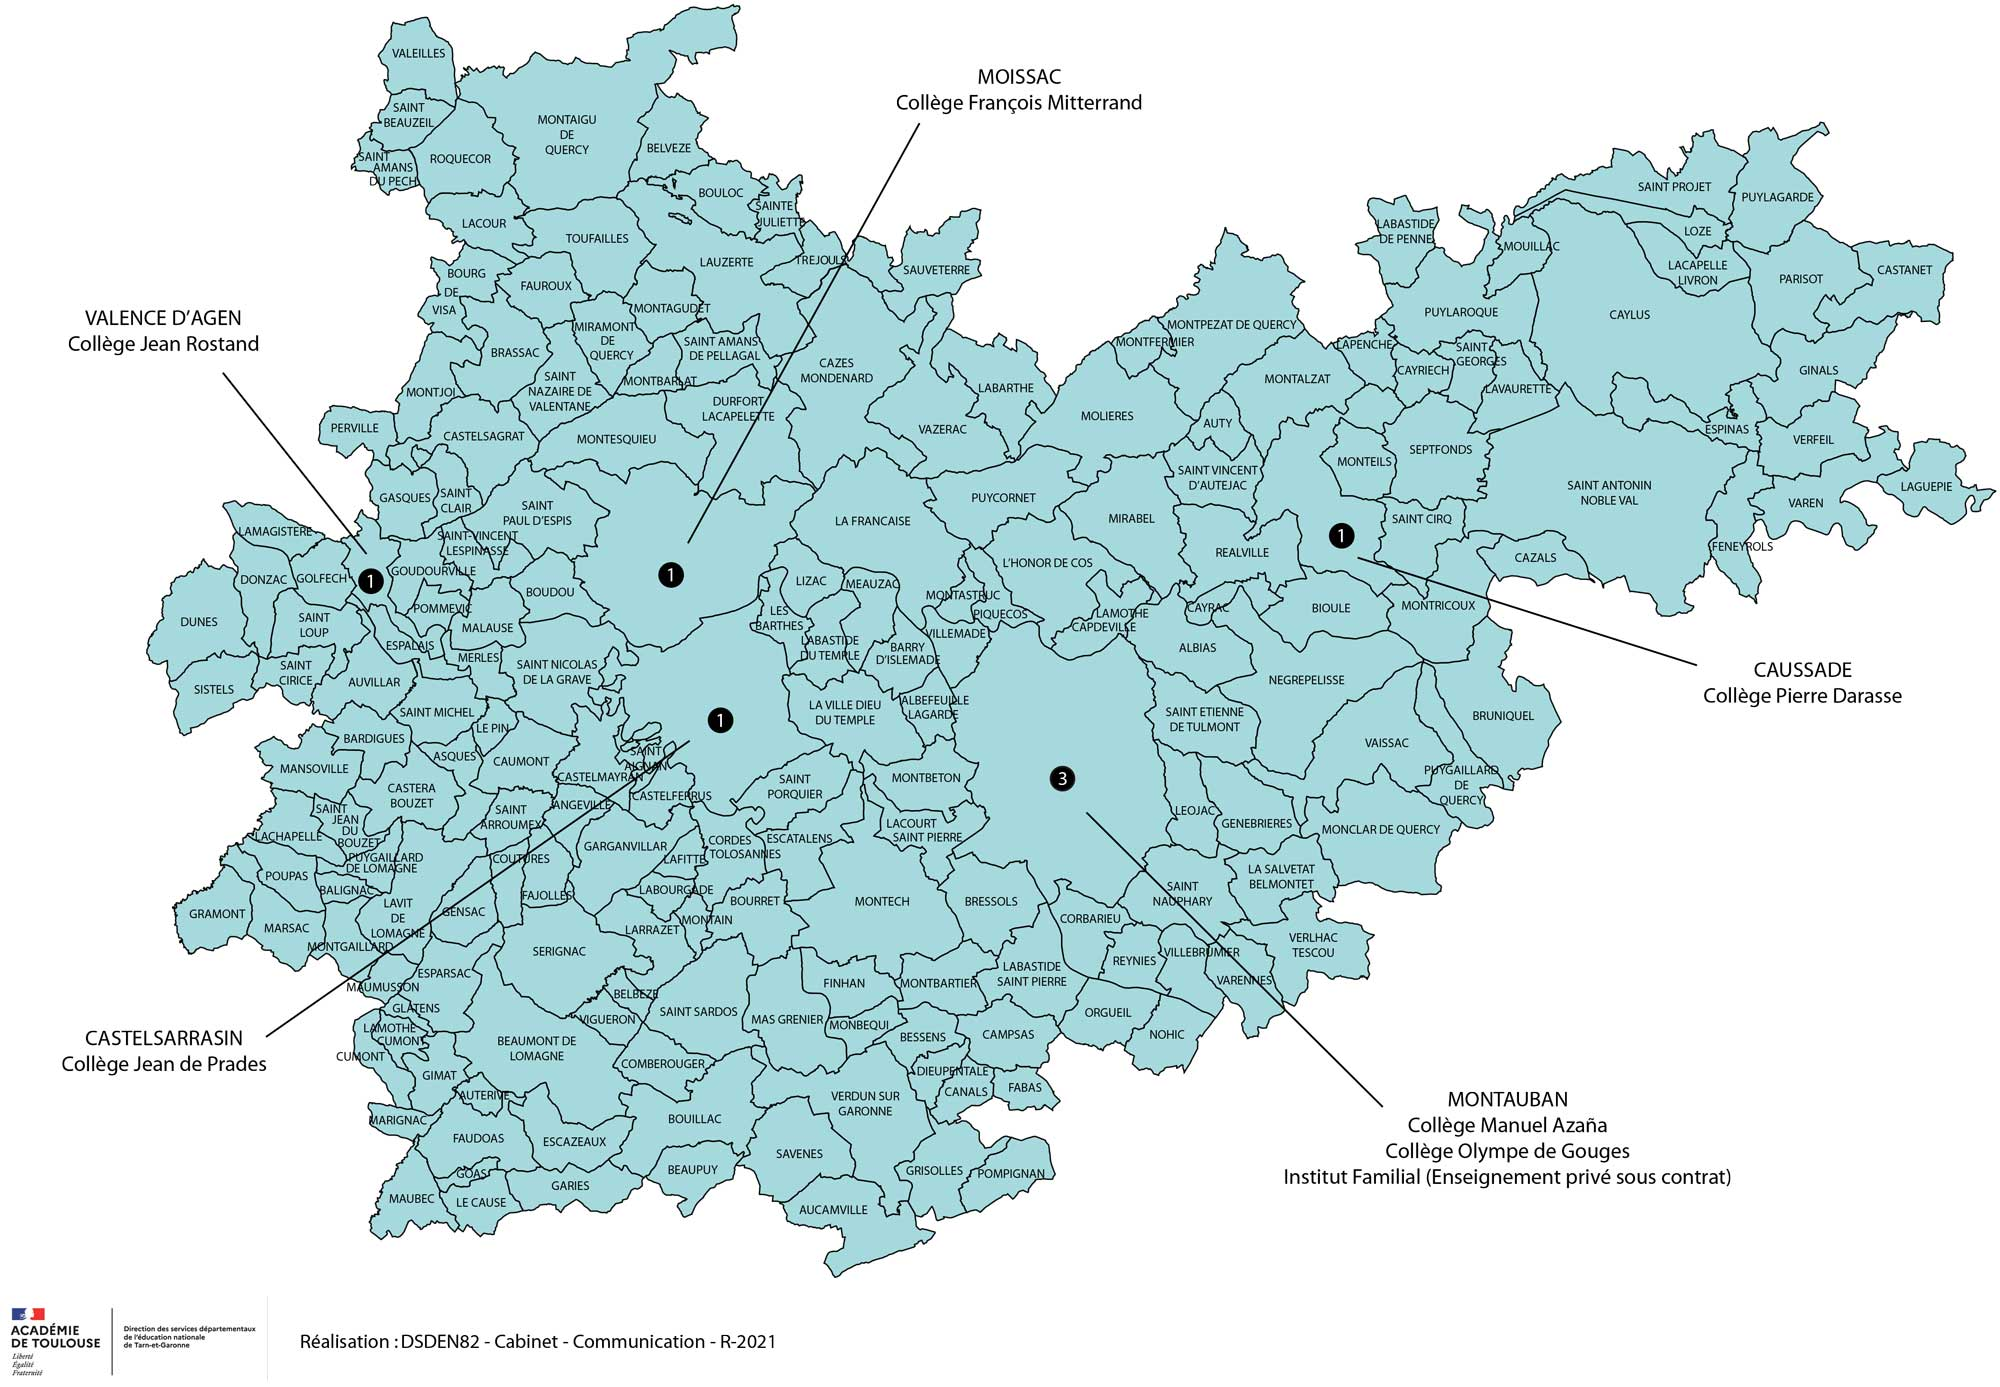 VALEILLES
SAINT
BEAUZEIL
SAINT
AMANS
DU PECH
ROQUECOR
MONTAIGU
DE
QUERCY
BELVEZE
BOULOC
SAINTE
JULIETTE
LACOUR
TOUFAILLES
LAUZERTE
TREJOULS
SAUVETERRE
BOURG
DE
VISA
FAUROUX
MONTAGUDET
MIRAMONT
DE
QUERCY
BRASSAC
SAINT AMANS
DE PELLAGAL
MONTBARLAT
SAINT
NAZAIRE DE
VALENTANE
CAZES
MONDENARD
LABARTHE
MONTJOI
DURFORT
LACAPELETTE
PERVILLE
CASTELSAGRAT
MONTESQUIEU
VAZERAC
MOLIERES
MONTFERMIER
MONTPEZAT DE QUERCY
MONTALZAT
LAPENCHE
AUTY
LABASTIDE
DE PENNE
MOUILLAC
SAINT PROJET
PUYLAGARDE
LOZE
LACAPELLE
LIVRON
PARISOT
CASTANET
PUYLAROQUE
CAYLUS
SAINT
GEORGES
CAYRIECH
LAVAURETTE
GINALS
ESPINAS
VERFEIL
VAREN
LAGUEPIE
FENEYROLS
SEPTFONDS
MONTEILS
SAINT ANTONIN
NOBLE VAL
SAINT CIRQ
CAZALS
GASQUES
SAINT
CLAIR
SAINT
PAUL D'ESPIS
SAINT-VINCENT
LESPINASSE
LAMAGISTERE
DONZAC
GOLFECH
GOUDOURVILLE
POMMEVIC
BOUDOU
MALAUSE
DUNES
SAINT
LOUP
ESPALAIS
MERLES
SISTELS
SAINT
CIRICE
AUVILLAR
SAINT NICOLAS
DE LA GRAVE
LA FRANCAISE
PUYCORNET
MIRABEL
SAINT VINCENT
D'AUTEJAC
REALVILLE
L'HONOR DE COS
LIZAC
MEAUZAC
LES
BARTHES
LABASTIDE
DU TEMPLE
MONTASTRUC
PIQUECOS
VILLEMADE
BARRY
D'ISLEMADE
LAMOTHE
CAPDEVILLE
CAYRAC
BIOULE
MONTRICOUX
ALBIAS
NEGREPELISSE
ALBEFEUILLE
LAGARDE
LA VILLE DIEU
DU TEMPLE
SAINT ETIENNE
DE TULMONT
BRUNIQUEL
VAISSAC
PUYGAILLARD
DE
QUERCY
SAINT MICHEL
LE PIN
BARDIGUES
ASQUES
CAUMONT
MANSOVILLE
CASTERA
BOUZET
CASTELMAYRAN
SAINT
AIGNAN
CASTELFERRUS
ANGEVILLE
SAINT
ARROUMEX
SAINT
JEAN
DU
BOUZET
LACHAPELLE
PUYGAILLARD
DE LOMAGNE
COUTURES
GARGANVILLAR
LAFITTE
CORDES
TOLOSANNES
ESCATALENS
SAINT
PORQUIER
MONTBETON
LACOURT
SAINT PIERRE
LEOJAC
GENEBRIERES
MONCLAR DE QUERCY
LA SALVETAT
BELMONTET
SAINT
NAUPHARY
POUPAS
BALIGNAC
GRAMONT
MARSAC
LAVIT
DE
LOMAGNE
MONTGAILLARD
GENSAC
FAJOLLES
LABOURGADE
BOURRET
MONTAIN
LARRAZET
MONTECH
BRESSOLS
CORBARIEU
REYNIES
VILLEBRUMIER
VERLHAC
TESCOU
VARENNES
SERIGNAC
ESPARSAC
MAUMUSSON
GLATENS
BELBEZE
VIGUERON
SAINT SARDOS
MAS GRENIER
FINHAN
MONTBARTIER
LABASTIDE
SAINT PIERRE
ORGUEIL
NOHIC
LAMOTHE
CUMONT
CUMONT
BEAUMONT DE
LOMAGNE
COMBEROUGER
MONBEQUI
BESSENS
CAMPSAS
GIMAT
AUTERIVE
DIEUPENTALE
CANALS
FABAS
MARIGNAC
FAUDOAS
ESCAZEAUX
BOUILLAC
VERDUN SUR
GARONNE
GOAS
LE CAUSE
MAUBEC
GARIES
BEAUPUY
SAVENES
AUCAMVILLE
GRISOLLES
POMPIGNAN
1
1
1
1
3
MOISSAC
Collège François Mitterrand
VALENCE D'AGEN
Collège Jean Rostand
CAUSSADE
Collège Pierre Darasse
CASTELSARRASIN
Collège Jean de Prades
MONTAUBAN
Collège Manuel Azaña
Collège Olympe de Gouges
Institut Familial (Enseignement privé sous contrat)
ACADÉMIE
DE TOULOUSE
Liberté
Égalité
Fraternité
Direction des services départementaux
de l'éducation nationale
de Tarn-et-Garonne
Réalisation : DSDEN82 - Cabinet - Communication - R-2021